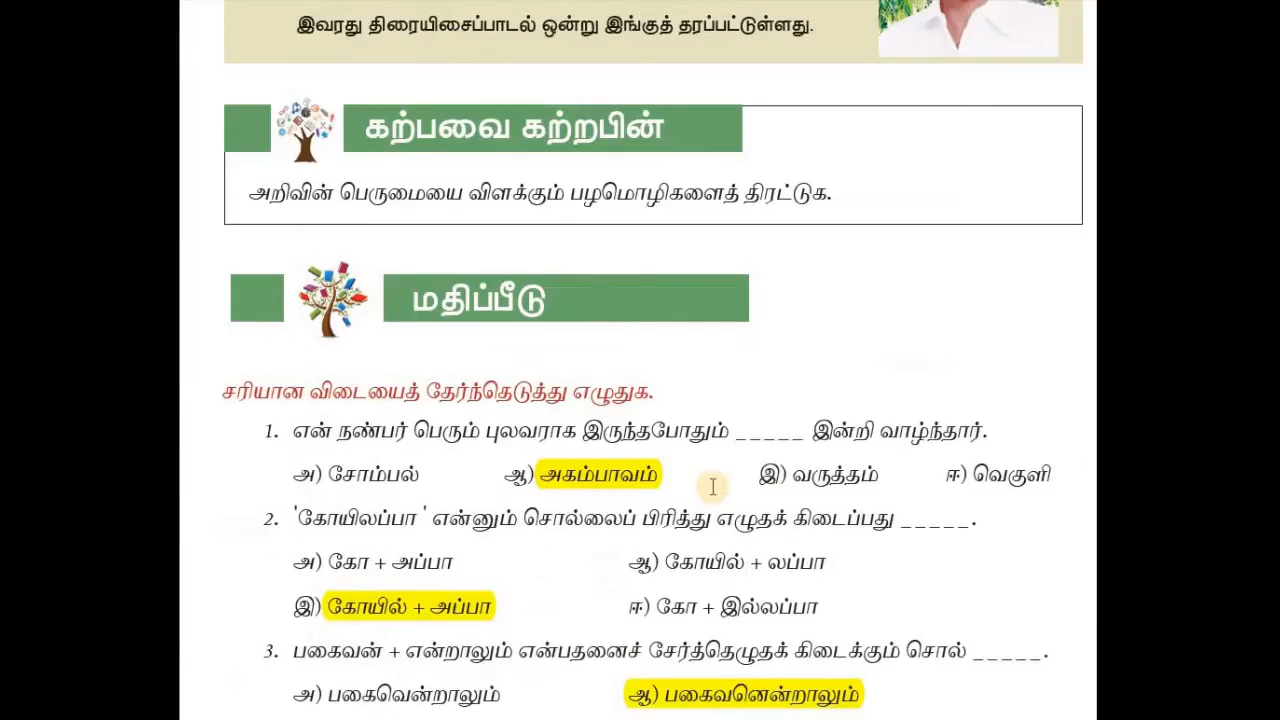 இவரது திரையிசைப்பாடல் ஒன்று இங்குத் தரப்பட்டுள்ளது.
கற்பவை கற்றபின்
அறிவின் பெருமையை விளக்கும் பழமொழிகளைத் திரட்டுக.
மதிப்பீடு
சரியான விடையைத் தேர்ந்தெடுத்து எழுதுக.
1. என் நண்பர் பெரும் புலவராக இருந்தபோதும் _____ இன்றி வாழ்ந்தார்.
அ) சோம்பல் ஆ) அகம்பாவம் இ) வருத்தம் ஈ) வெகுளி
2. 'கோயிலப்பா ' என்னும் சொல்லைப் பிரித்து எழுதக் கிடைப்பது _____.
அ) கோ + அப்பா ஆ) கோயில் + லப்பா
இ) கோயில் + அப்பா ஈ) கோ + இல்லப்பா
3. பகைவன் + என்றாலும் என்பதனைச் சேர்த்தெழுதக் கிடைக்கும் சொல் _____.
அ) பகைவென்றாலும் ஆ) பகைவனென்றாலும்